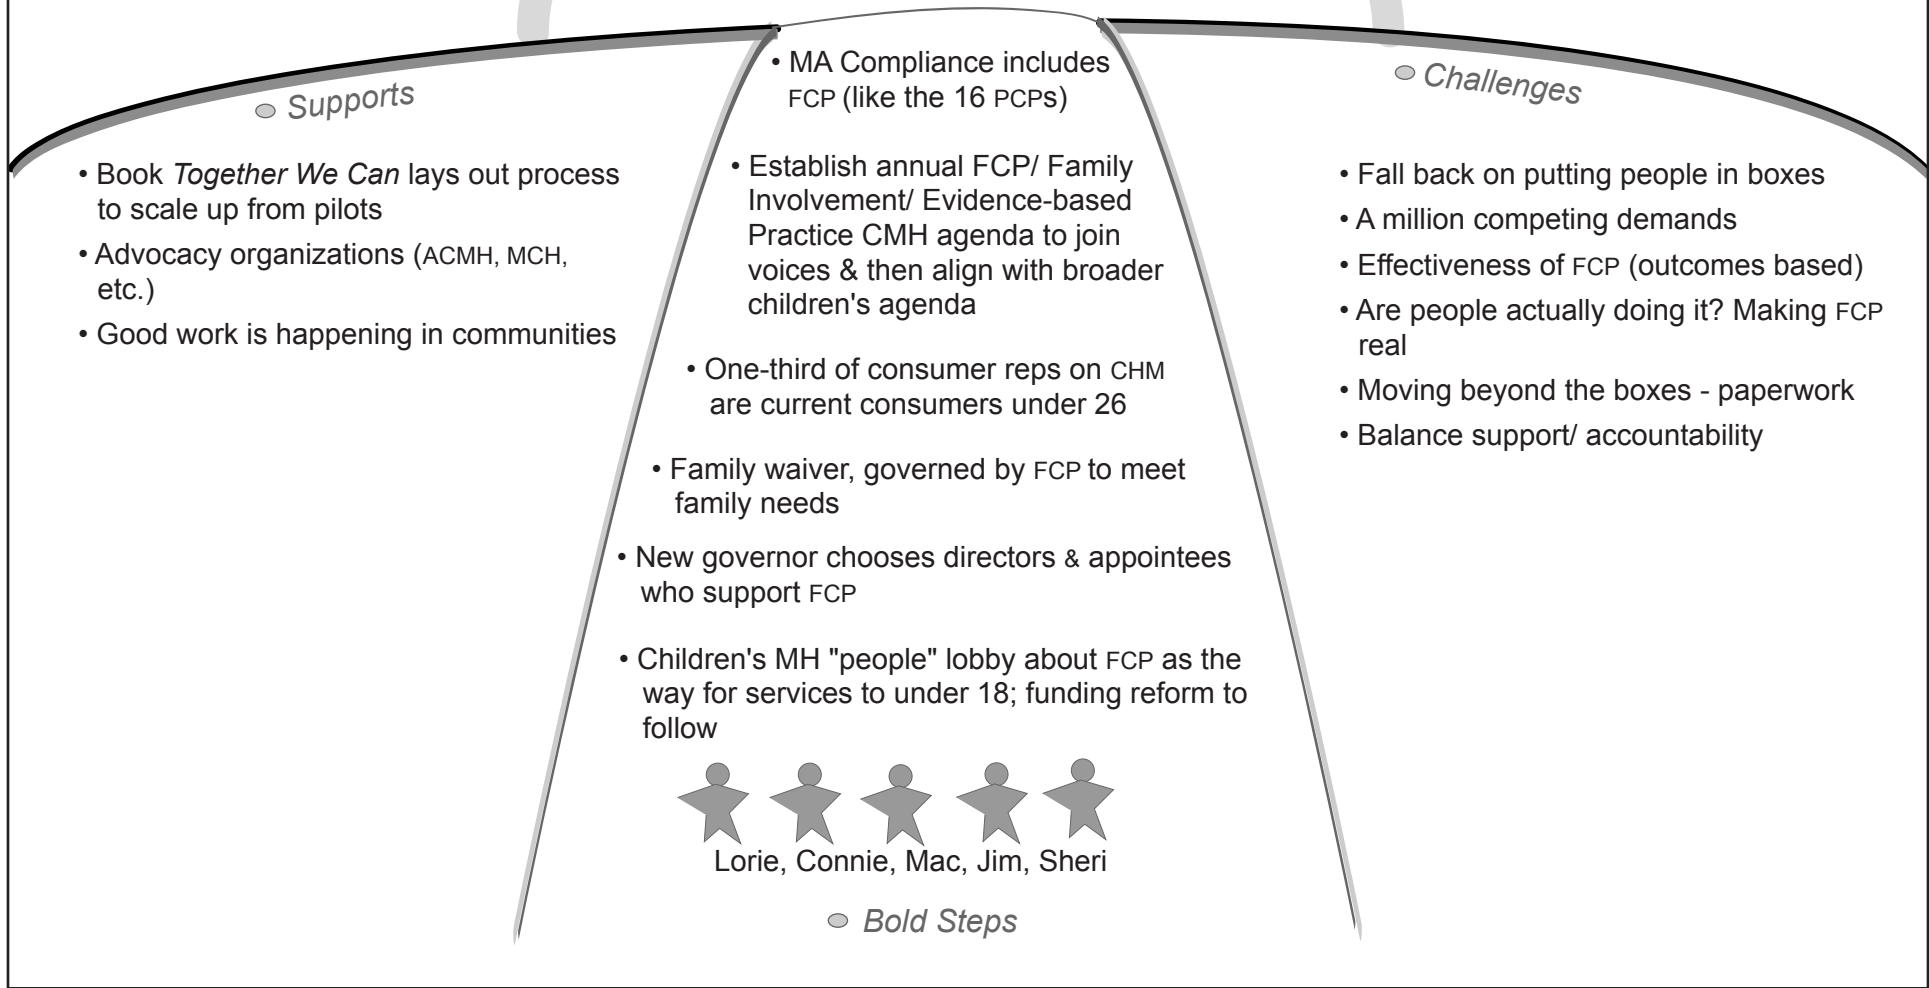 Supports
• Book Together We Can lays out process
to scale up from pilots
• Advocacy organizations (ACMH, MCH,
etc.)
• Good work is happening in communities
• MA Compliance includes
FCP (like the 16 PCPs)
• Establish annual FCP/ Family
Involvement/ Evidence-based
Practice CMH agenda to join
voices & then align with broader
children's agenda
• One-third of consumer reps on CHM
are current consumers under 26
• Family waiver, governed by FCP to meet
family needs
• New governor chooses directors & appointees
who support FCP
• Children's MH "people" lobby about FCP as the
way for services to under 18; funding reform to
follow
Lorie, Connie, Mac, Jim, Sheri
Bold Steps
Challenges
• Fall back on putting people in boxes
• A million competing demands
• Effectiveness of FCP (outcomes based)
• Are people actually doing it? Making FCP
real
• Moving beyond the boxes - paperwork
• Balance support/ accountability